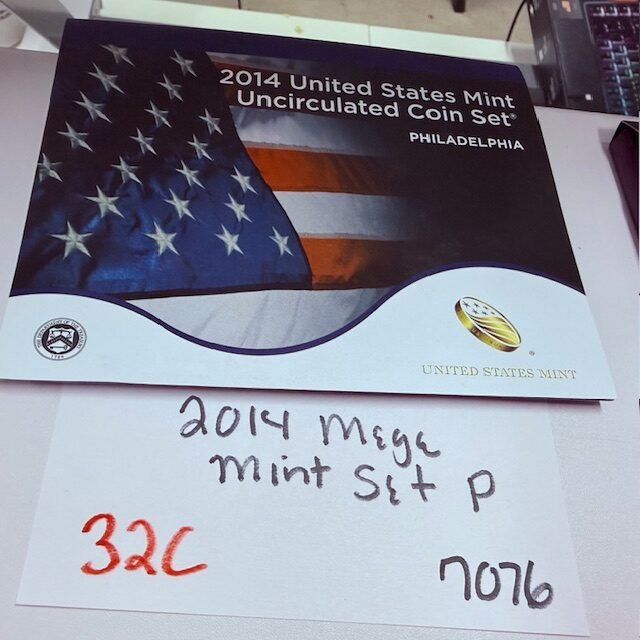 2014 United States Mint
Uncirculated Coin Set®
PHILADELPHIA
UNITED STATES MINT
2014 Mega
Mint Set P
32C
7076